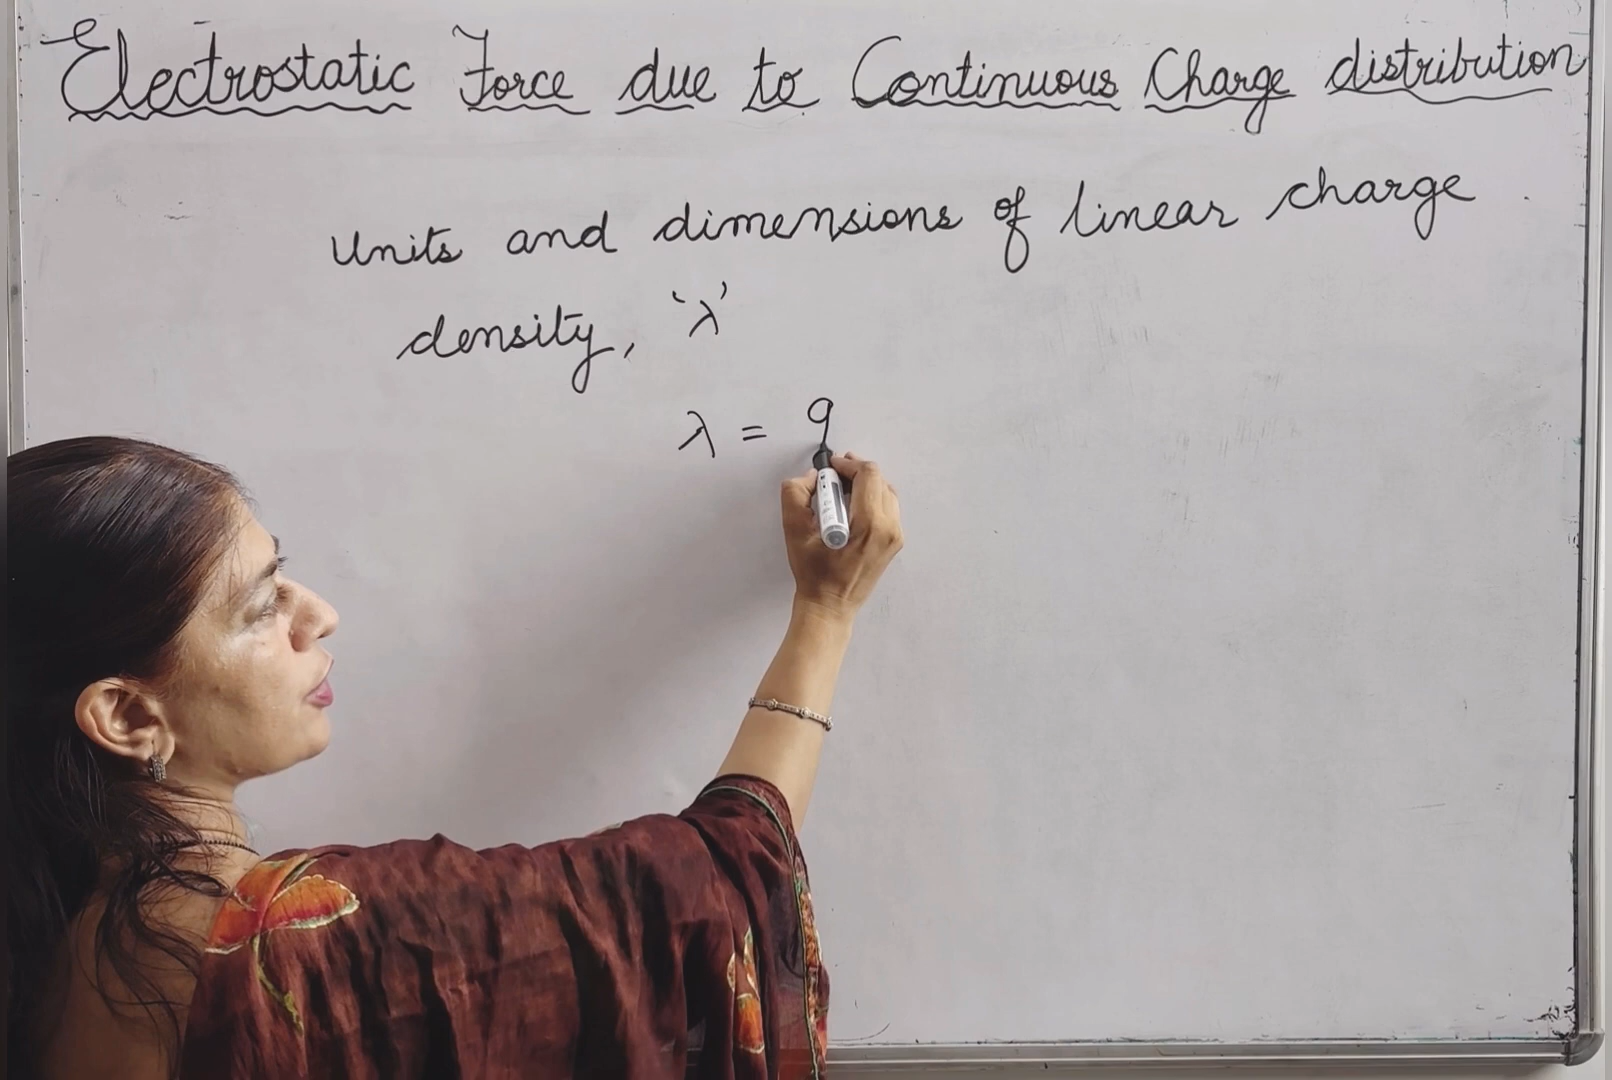 Electrostatic Force due to Continuous Charge distribution
Units and dimensions of linear charge
density, 'λ'
λ = q